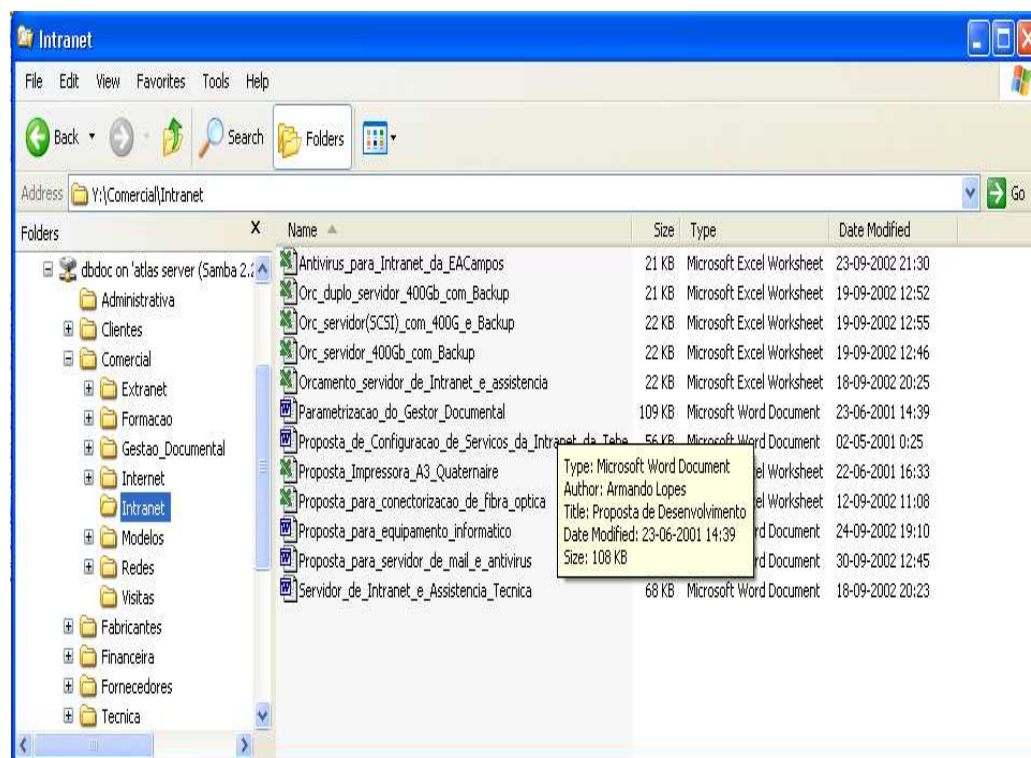 Intranet
File Edit View Favorites Tools Help
Back Search Folders
Address Y:\Comercial\Intranet Go
Folders X Name Size Type Date Modified
dbdoc on 'atlas server (Samba 2.2
Administrativa
Clientes
Comercial
Extranet
Formacao
Gestao_Documental
Internet
Intranet
Modelos
Redes
Visitas
Fabricantes
Financeira
Fornecedores
Tecnica
Antivirus_para_Intranet_da_EACampos 21 KB Microsoft Excel Worksheet 23-09-2002 21:30
Orc_duplo_servidor_400Gb_com_Backup 21 KB Microsoft Excel Worksheet 19-09-2002 12:52
Orc_servidor(SCSI)_com_400G_e_Backup 22 KB Microsoft Excel Worksheet 19-09-2002 12:55
Orc_servidor_400Gb_com_Backup 22 KB Microsoft Excel Worksheet 19-09-2002 12:46
Orcamento_servidor_de_Intranet_e_assistencia 22 KB Microsoft Excel Worksheet 18-09-2002 20:25
Parametrizacao_do_Gestor_Documental 109 KB Microsoft Word Document 23-06-2001 14:39
Proposta_de_Configuracao_de_Servicos_da_Intranet_da_Tebe 56 KB Microsoft Word Document 02-05-2001 0:25
Proposta_Impressora_A3_Quaternaire el Worksheet 22-06-2001 16:33
Proposta_para_conectorizacao_de_fibra_optica el Worksheet 12-09-2002 11:08
Proposta_para_equipamento_informatico rd Document 24-09-2002 19:10
Proposta_para_servidor_de_mail_e_antivirus rd Document 30-09-2002 12:45
Servidor_de_Intranet_e_Assistencia_Tecnica 68 KB Microsoft Word Document 18-09-2002 20:23
Type: Microsoft Word Document
Author: Armando Lopes
Title: Proposta de Desenvolvimento
Date Modified: 23-06-2001 14:39
Size: 108 KB